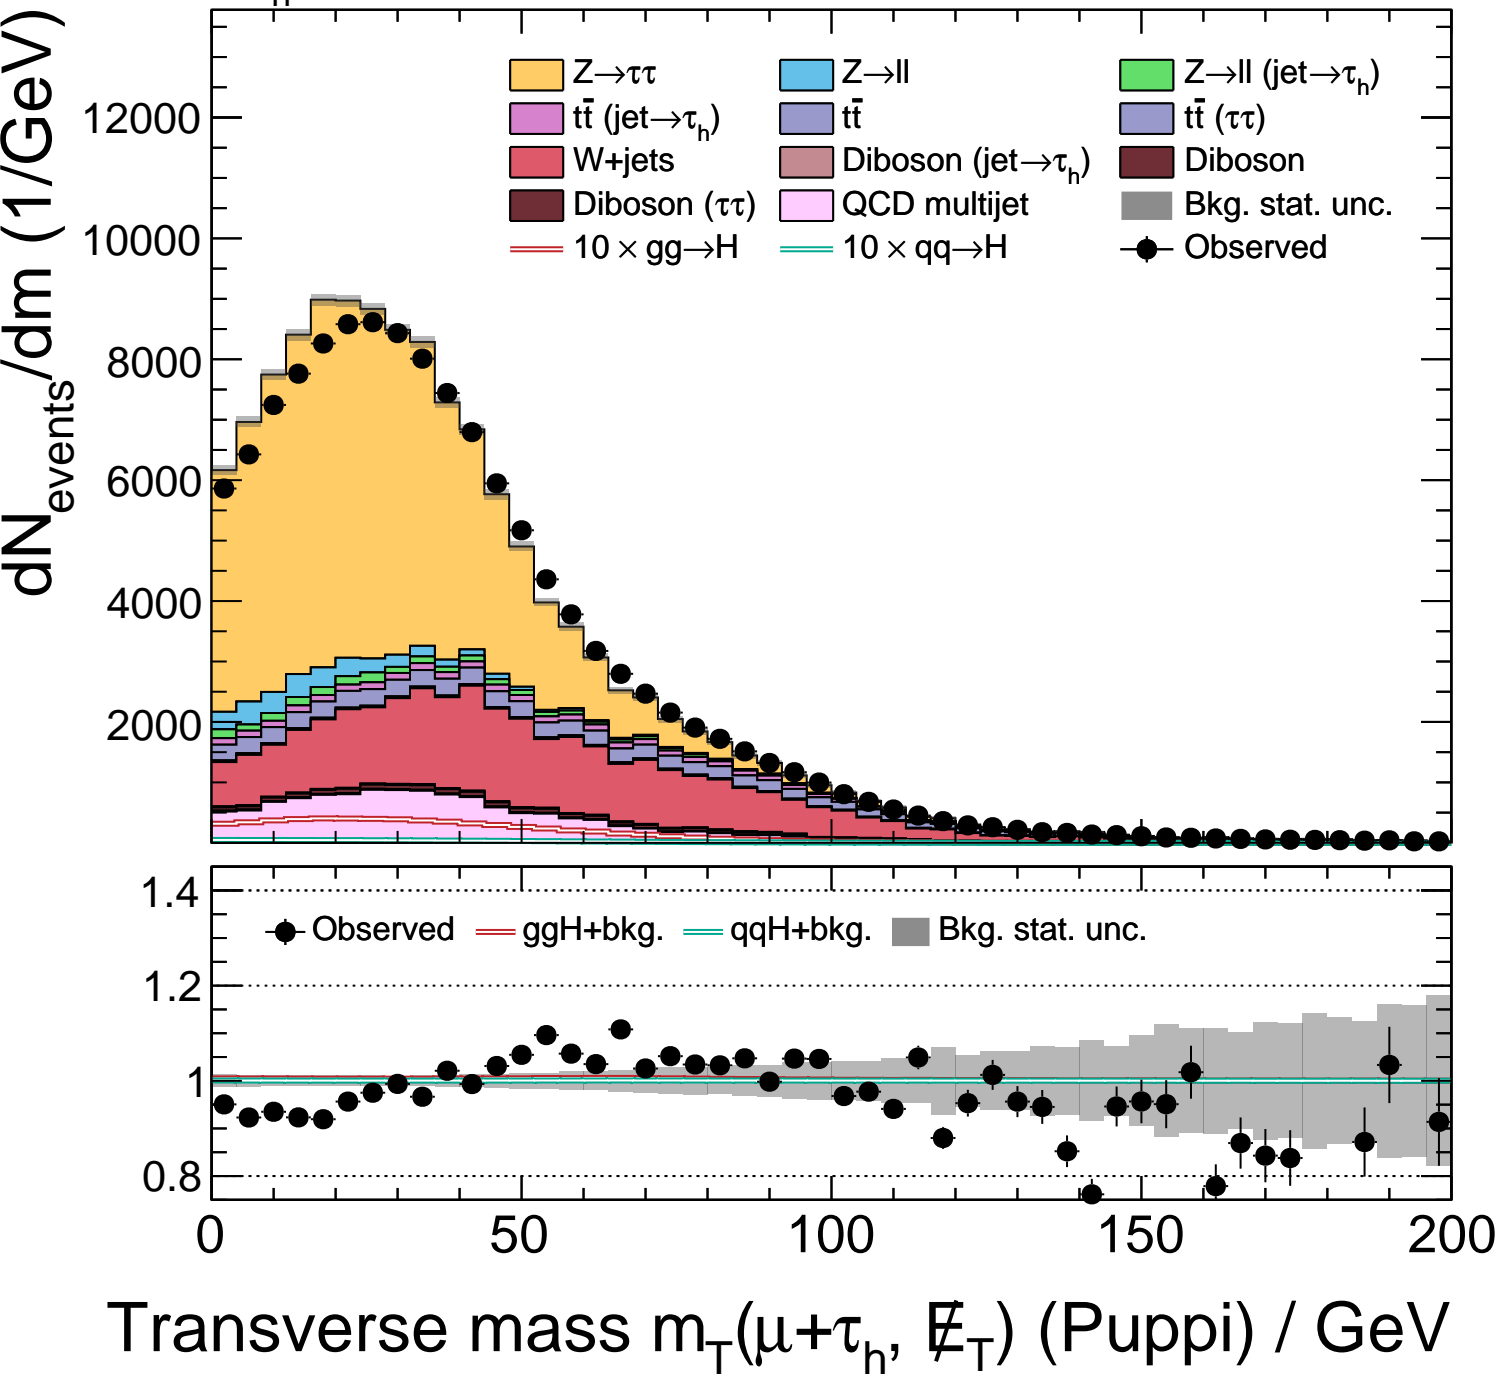 dN_events/dm (1/GeV)
Z→ττ Z→ll Z→ll (jet→τ_h)
tt̄ (jet→τ_h) tt̄ tt̄ (ττ)
W+jets Diboson (jet→τ_h) Diboson
Diboson (ττ) QCD multijet Bkg. stat. unc.
10 × gg→H 10 × qq→H Observed
12000
10000
8000
6000
4000
2000
Observed ggH+bkg. qqH+bkg. Bkg. stat. unc.
1.4
1.2
1
0.8
0 50 100 150 200
Transverse mass m_T(μ+τ_h, E̸_T) (Puppi) / GeV